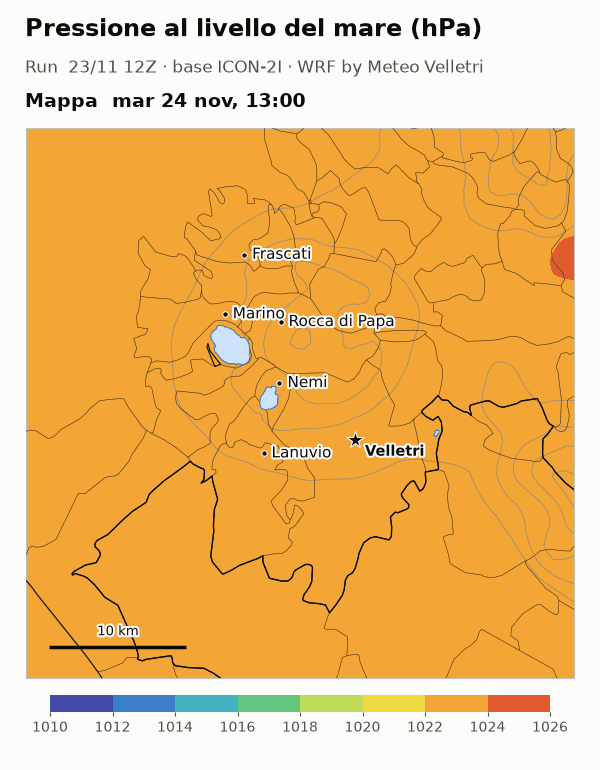 Pressione al livello del mare (hPa)
Run  23/11 12Z · base ICON-2I · WRF by Meteo Velletri
Mappa  mar 24 nov, 13:00
Frascati
Marino
Rocca di Papa
Nemi
Velletri
Lanuvio
10 km
1010 1012 1014 1016 1018 1020 1022 1024 1026